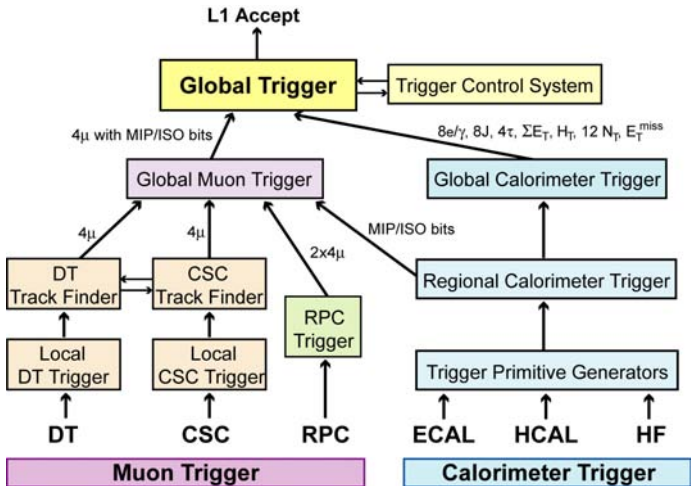 L1 Accept
Global Trigger
Trigger Control System
4μ with MIP/ISO bits
8e/γ, 8J, 4τ, ΣE_T, H_T, 12 N_T, E_T^miss
Global Muon Trigger
Global Calorimeter Trigger
4μ
4μ
2x4μ
MIP/ISO bits
DT
Track Finder
CSC
Track Finder
Regional Calorimeter Trigger
RPC
Trigger
Local
DT Trigger
Local
CSC Trigger
Trigger Primitive Generators
DT
CSC
RPC
ECAL
HCAL
HF
Muon Trigger
Calorimeter Trigger